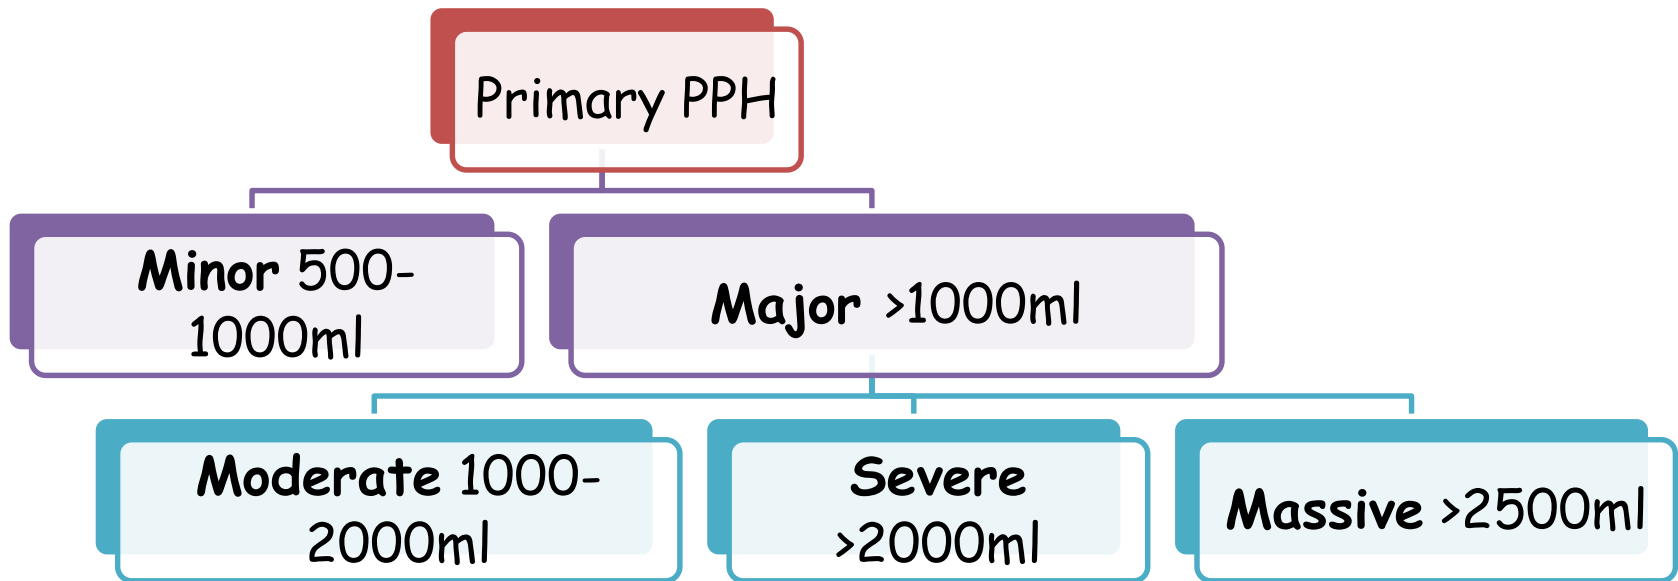 Primary PPH
Minor 500-
1000ml
Major >1000ml
Moderate 1000-
2000ml
Severe
>2000ml
Massive >2500ml